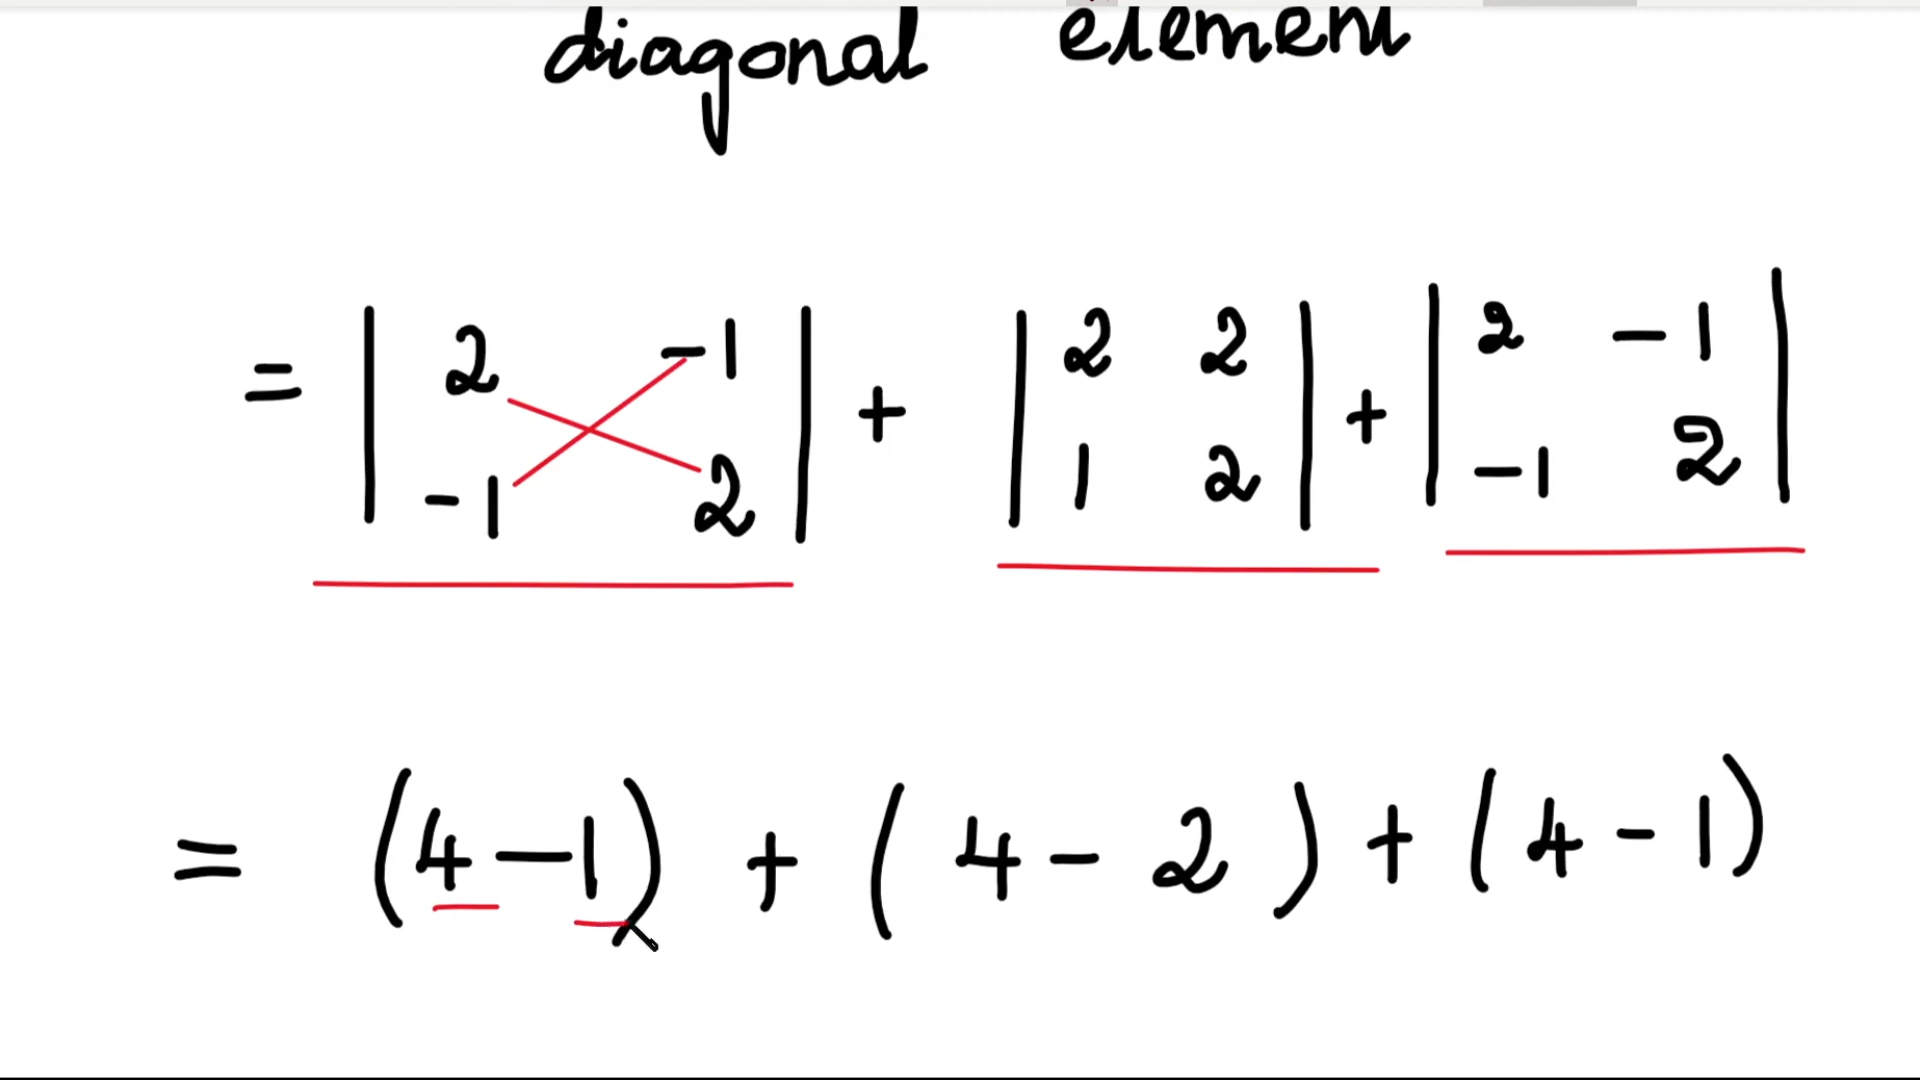 diagonal element
= | 2 -1 | + | 2 2 | + | 2 -1 |
| -1 2 | | 1 2 | | -1 2 |
= (4 - 1) + (4 - 2) + (4 - 1)